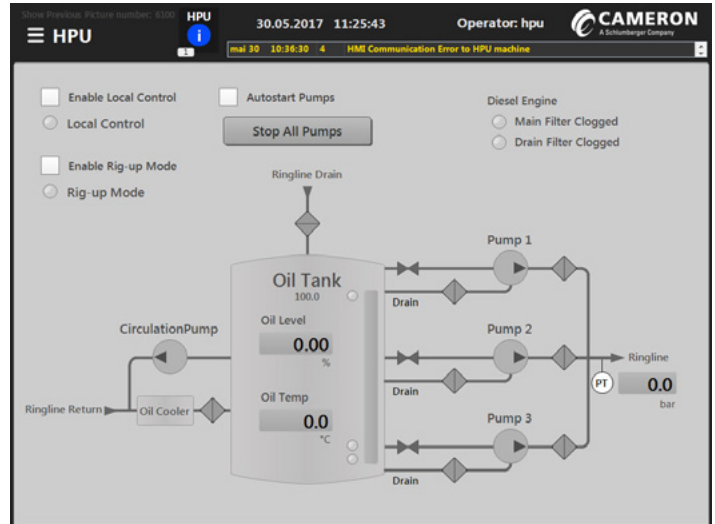 Show Previous Picture number: 6100
HPU
HPU
i
1
30.05.2017 11:25:43
Operator: hpu
CAMERON
A Schlumberger Company
mai 30 10:36:30 4 HMI Communication Error to HPU machine
Enable Local Control
Local Control
Enable Rig-up Mode
Rig-up Mode
Autostart Pumps
Stop All Pumps
Diesel Engine
Main Filter Clogged
Drain Filter Clogged
Ringline Drain
Oil Tank
100.0
Oil Level
0.00
%
Oil Temp
0.0
°C
CirculationPump
Ringline Return
Oil Cooler
Pump 1
Drain
Pump 2
Drain
Pump 3
Drain
Ringline
PT
0.0
bar